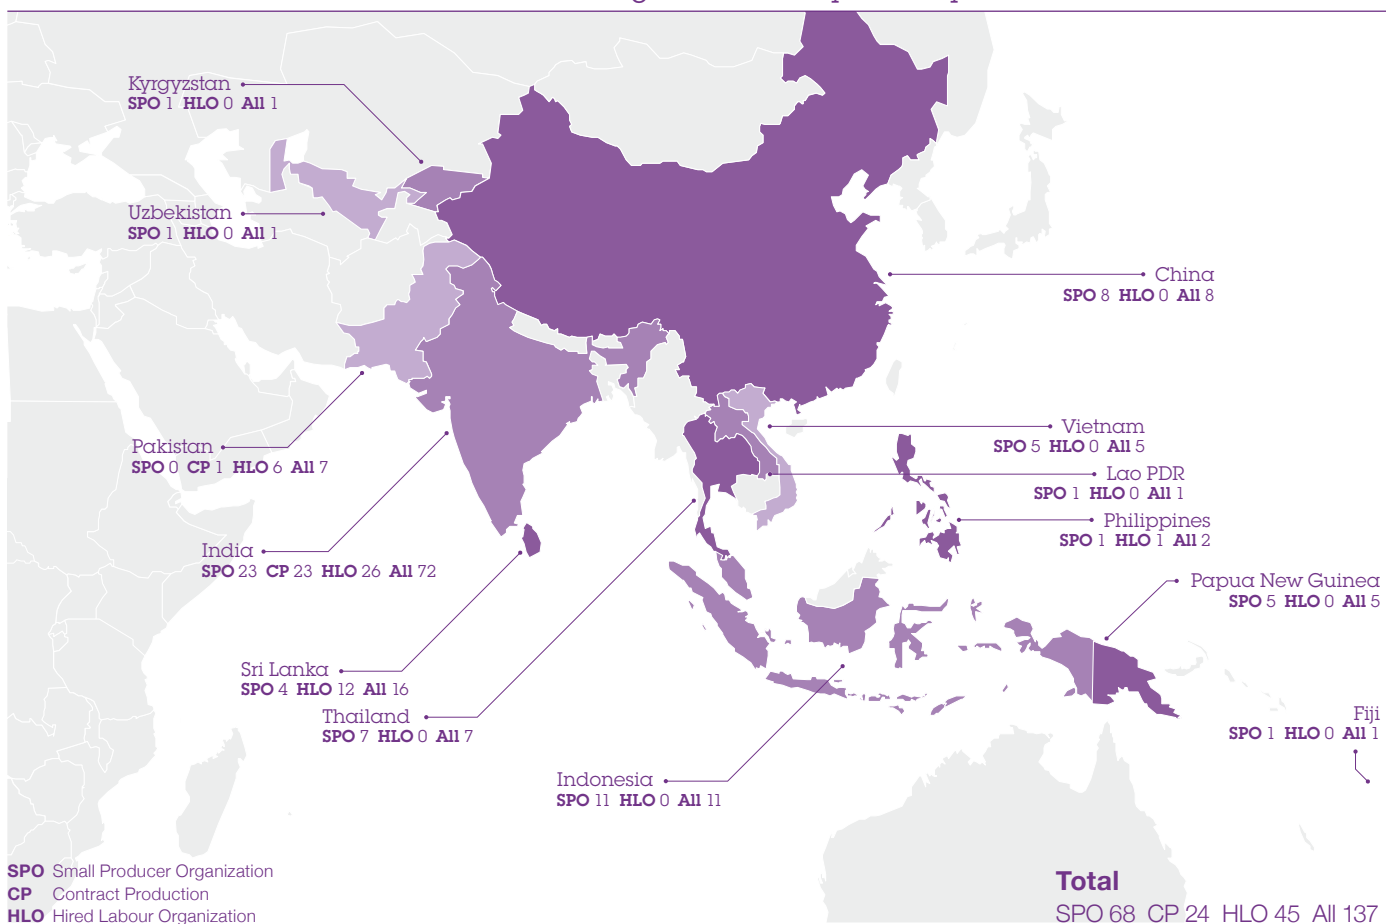 Kyrgyzstan
SPO 1 HLO 0 All 1
Uzbekistan
SPO 1 HLO 0 All 1
China
SPO 8 HLO 0 All 8
Pakistan
SPO 0 CP 1 HLO 6 All 7
Vietnam
SPO 5 HLO 0 All 5
Lao PDR
SPO 1 HLO 0 All 1
Philippines
SPO 1 HLO 1 All 2
India
SPO 23 CP 23 HLO 26 All 72
Papua New Guinea
SPO 5 HLO 0 All 5
Sri Lanka
SPO 4 HLO 12 All 16
Thailand
SPO 7 HLO 0 All 7
Fiji
SPO 1 HLO 0 All 1
Indonesia
SPO 11 HLO 0 All 11
SPO Small Producer Organization
CP Contract Production
HLO Hired Labour Organization
Total
SPO 68 CP 24 HLO 45 All 137